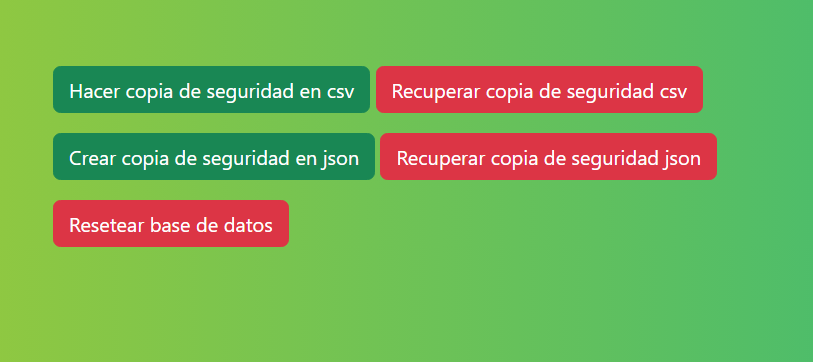 Hacer copia de seguridad en csv Recuperar copia de seguridad csv
Crear copia de seguridad en json Recuperar copia de seguridad json
Resetear base de datos